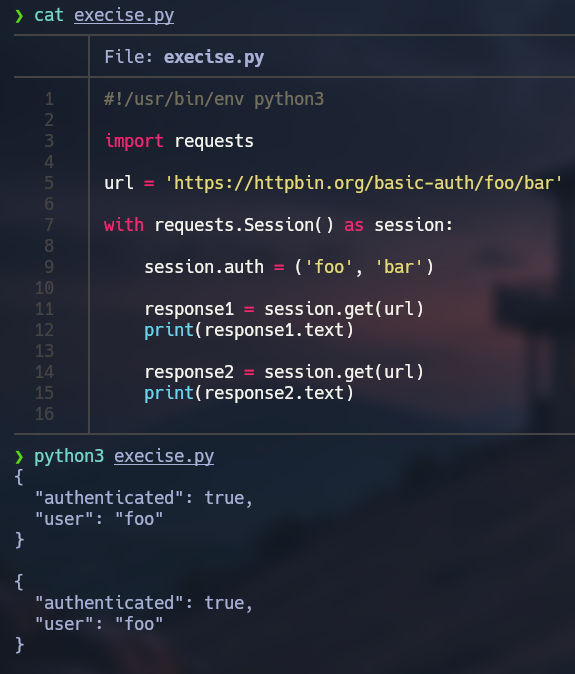 ❯ cat execise.py
File: execise.py
1 #!/usr/bin/env python3
2
3 import requests
4
5 url = 'https://httpbin.org/basic-auth/foo/bar'
6
7 with requests.Session() as session:
8
9     session.auth = ('foo', 'bar')
10
11     response1 = session.get(url)
12     print(response1.text)
13
14     response2 = session.get(url)
15     print(response2.text)
16
❯ python3 execise.py
{
  "authenticated": true,
  "user": "foo"
}

{
  "authenticated": true,
  "user": "foo"
}